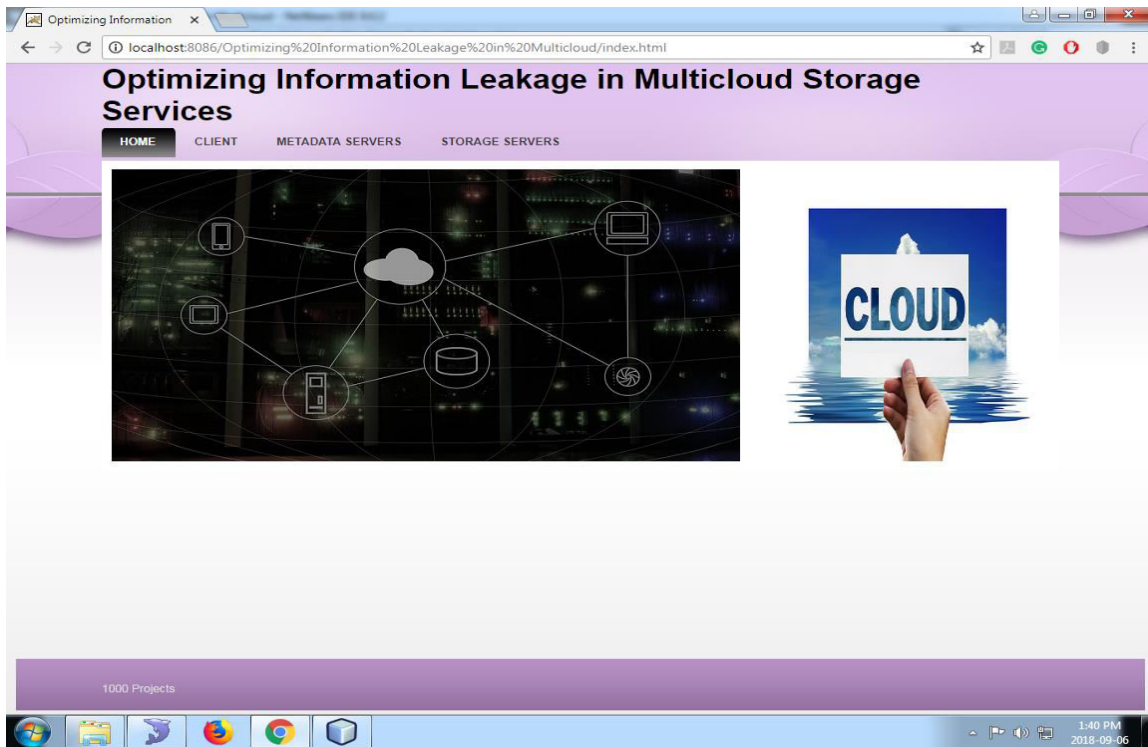 Optimizing Information
localhost:8086/Optimizing%20Information%20Leakage%20in%20Multicloud/index.html
Optimizing Information Leakage in Multicloud Storage
Services
HOME CLIENT METADATA SERVERS STORAGE SERVERS
CLOUD
1000 Projects
1:40 PM
2018-09-06